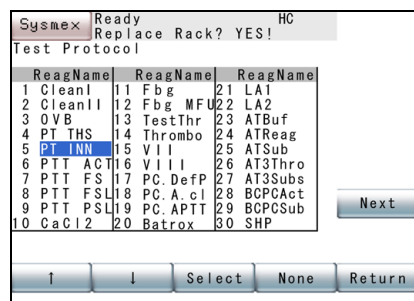 Sysmex Ready HC
Replace Rack? YES!
Test Protocol
ReagName ReagName ReagName
1 CleanI 11 Fbg 21 LA1
2 CleanII 12 Fbg MFU 22 LA2
3 OVB 13 TestThr 23 ATBuf
4 PT THS 14 Thrombo 24 ATReag
5 PT INN 15 VII 25 ATSub
6 PTT ACT 16 VIII 26 AT3Thro
7 PTT FS 17 PC.DefP 27 AT3Subs
8 PTT FSL 18 PC.A.cl 28 BCPCAct
9 PTT PSL 19 PC.APTT 29 BCPCSub
10 CaCl2 20 Batrox 30 SHP
Next
↑ ↓ Select None Return